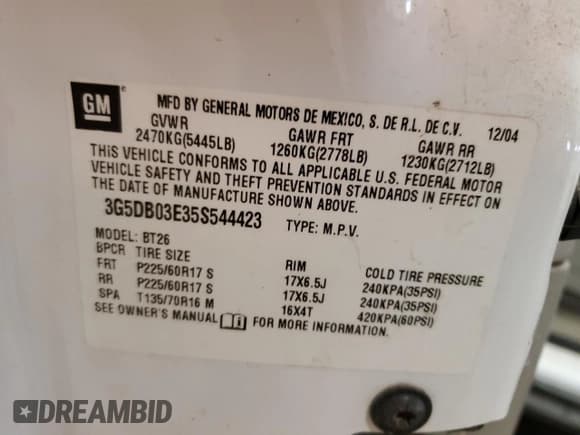 GM
MFD BY GENERAL MOTORS DE MEXICO, S. DE R.L. DE C.V. 12/04
GVWR GAWR FRT GAWR RR
2470KG(5445LB) 1260KG(2778LB) 1230KG(2712LB)
THIS VEHICLE CONFORMS TO ALL APPLICABLE U.S. FEDERAL MOTOR
VEHICLE SAFETY AND THEFT PREVENTION STANDARDS IN EFFECT ON
THE DATE OF MANUFACTURE SHOWN ABOVE.
3G5DB03E35S544423 TYPE: M.P.V.
MODEL: BT26
BPCR TIRE SIZE RIM COLD TIRE PRESSURE
FRT P225/60R17 S 17X6.5J 240KPA(35PSI)
RR P225/60R17 S 17X6.5J 240KPA(35PSI)
SPA T135/70R16 M 16X4T 420KPA(60PSI)
SEE OWNER'S MANUAL FOR MORE INFORMATION.
DREAMBID